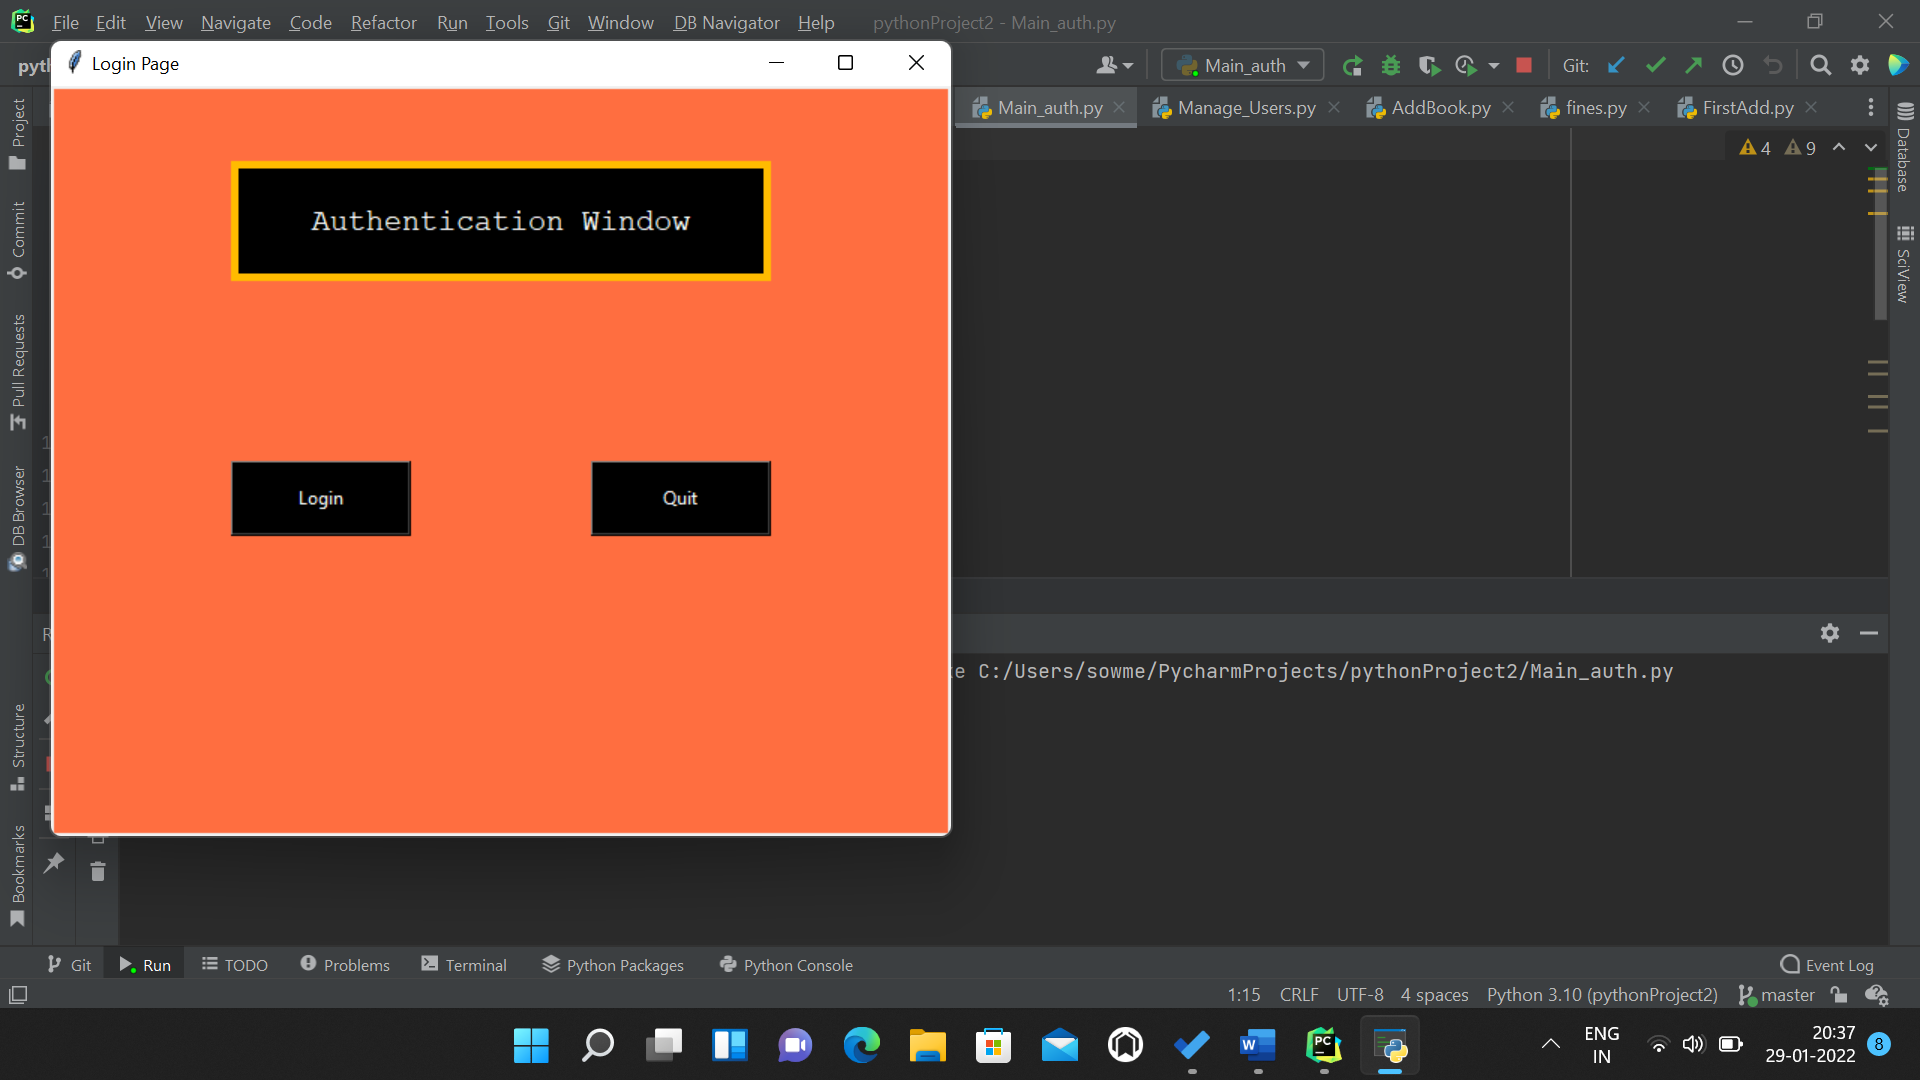 File Edit View Navigate Code Refactor Run Tools Git Window DB Navigator Help pythonProject2 - Main_auth.py
Login Page
Main_auth
Git:
Main_auth.py Manage_Users.py AddBook.py fines.py FirstAdd.py
4 9
Project
Commit
Pull Requests
DB Browser
Structure
Bookmarks
Database
SciView
Authentication Window
Login Quit
C:/Users/sowme/PycharmProjects/pythonProject2/Main_auth.py
Git Run TODO Problems Terminal Python Packages Python Console Event Log
1:15 CRLF UTF-8 4 spaces Python 3.10 (pythonProject2) master
ENG
IN
20:37
29-01-2022
8